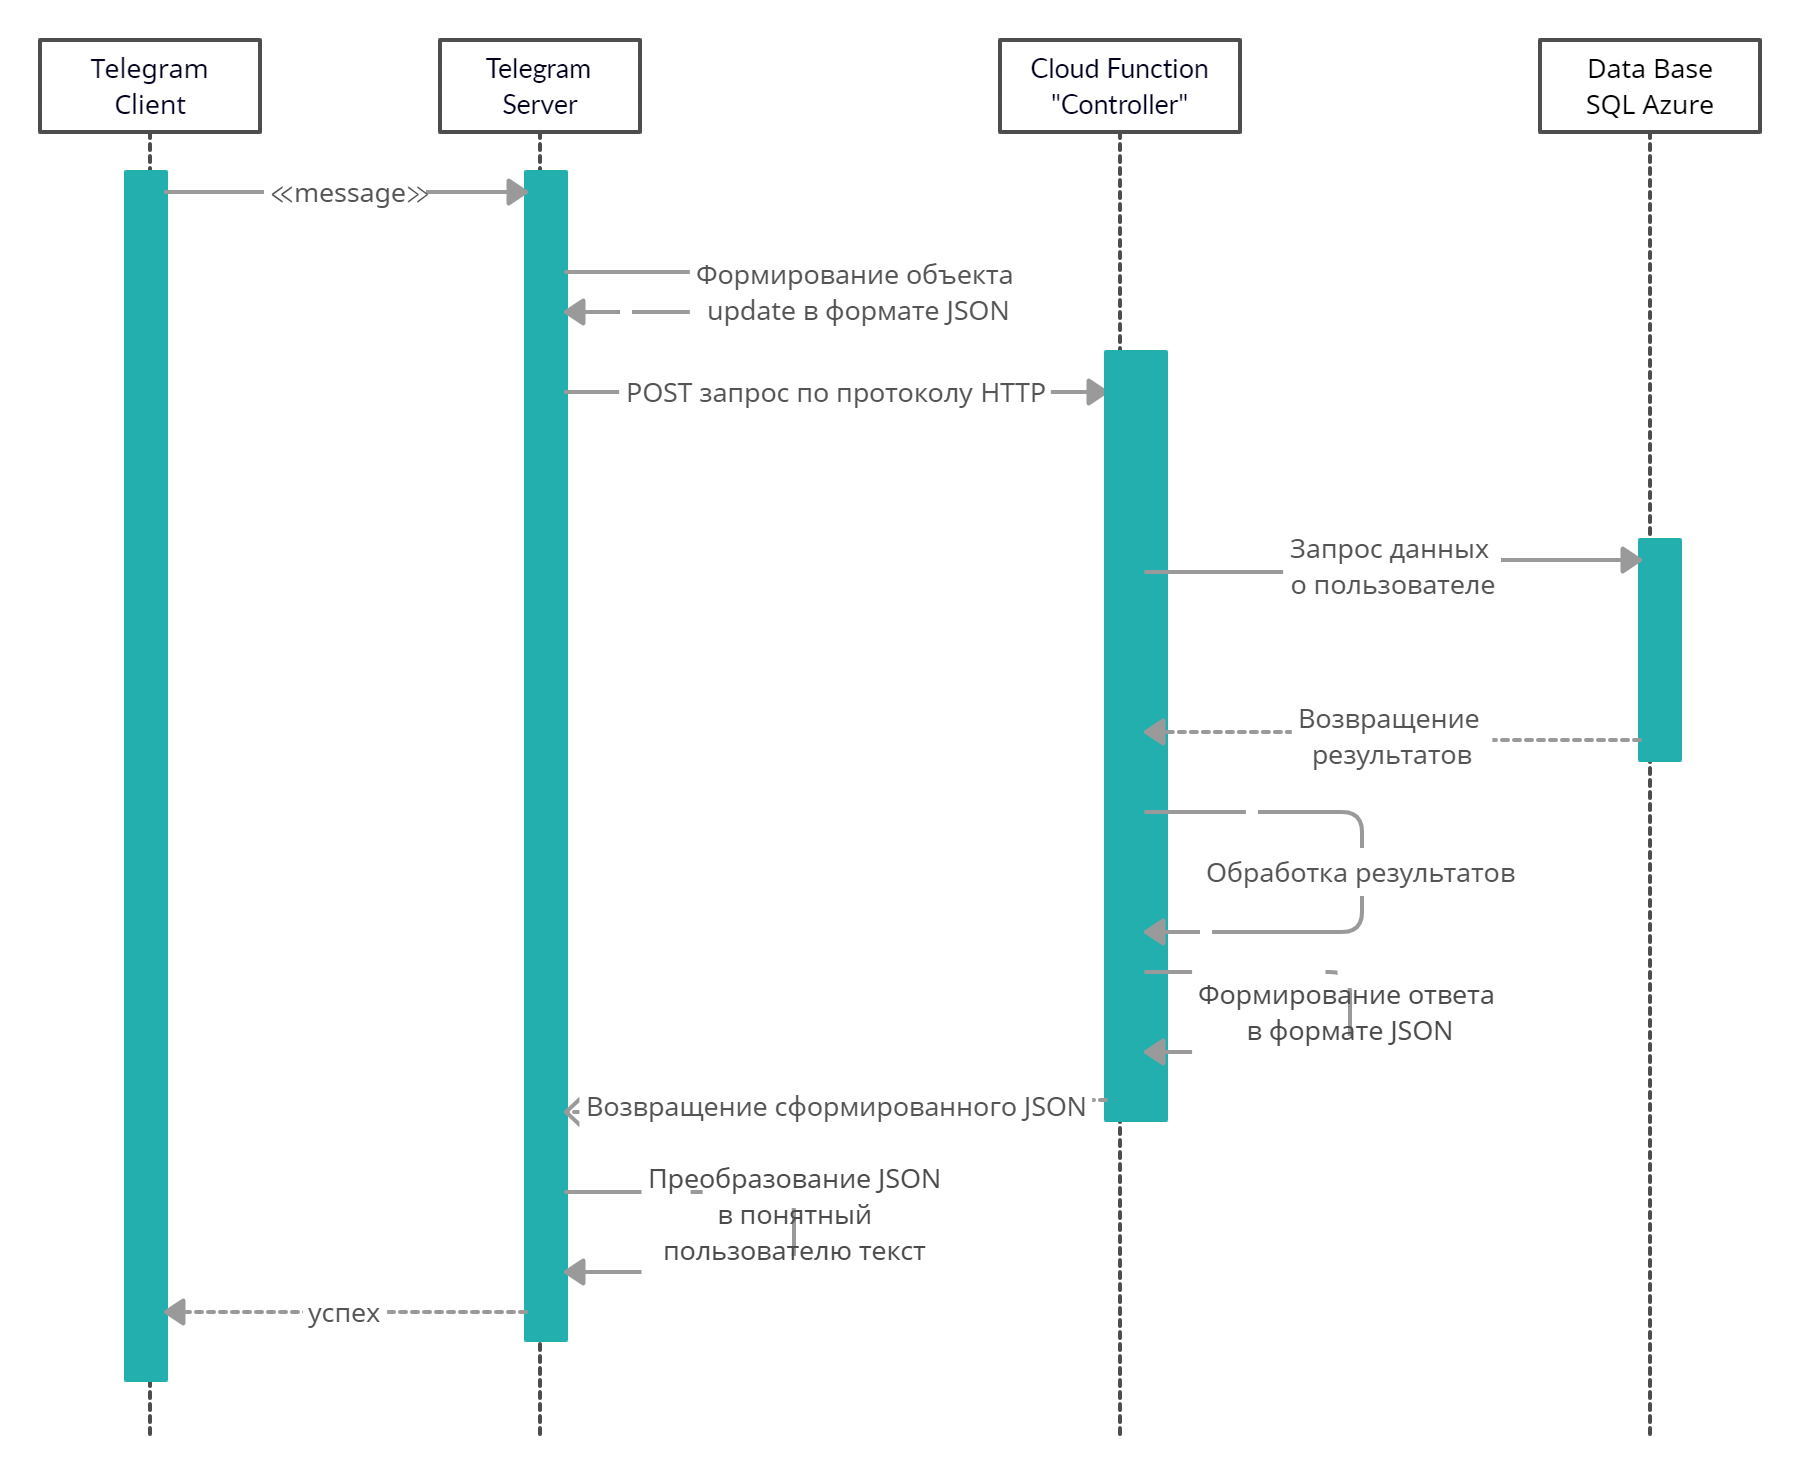 Telegram
Client
Telegram
Server
Cloud Function
"Controller"
Data Base
SQL Azure
≪message≫
Формирование объекта
update в формате JSON
POST запрос по протоколу HTTP
Запрос данных
о пользователе
Возвращение
результатов
Обработка результатов
Формирование ответа
в формате JSON
Возвращение сформированного JSON
Преобразование JSON
в понятный
пользователю текст
успех